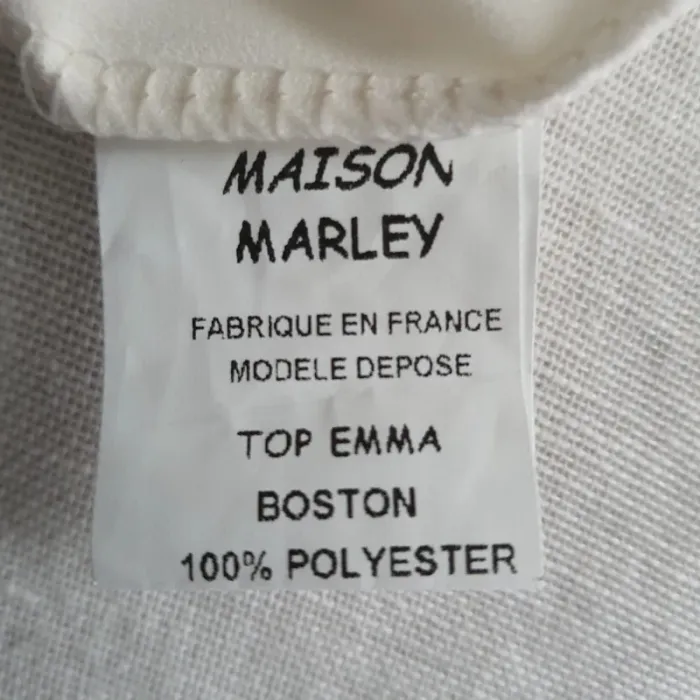 MAISON
MARLEY
FABRIQUE EN FRANCE
MODELE DEPOSE
TOP EMMA
BOSTON
100% POLYESTER